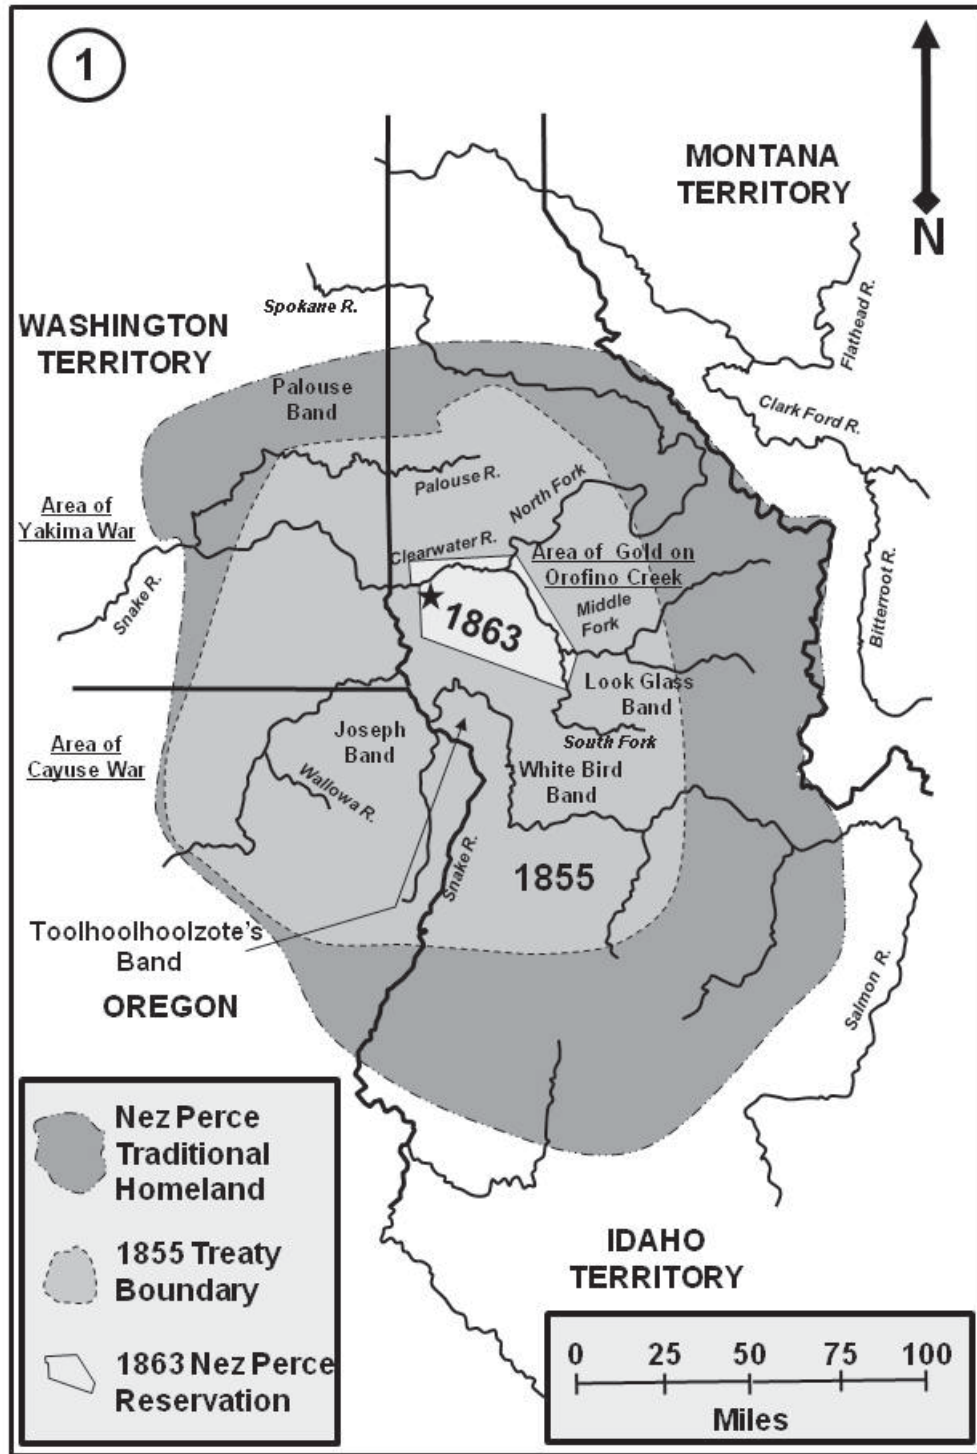 1
MONTANA
TERRITORY
N
Spokane R.
Flathead R.
WASHINGTON
TERRITORY
Palouse
Band
Clark Ford R.
Palouse R.
North Fork
Area of
Yakima War
Clearwater R.
Area of Gold on
Orofino Creek
Snake R.
1863
Middle
Fork
Bitterroot R.
Look Glass
Band
Joseph
Band
South Fork
Area of
Cayuse War
White Bird
Band
Wallowa R.
Snake R.
1855
Toolhoolhoolzote's
Band
OREGON
Salmon R.
Nez Perce
Traditional
Homeland
1855 Treaty
Boundary
1863 Nez Perce
Reservation
IDAHO
TERRITORY
0 25 50 75 100
Miles